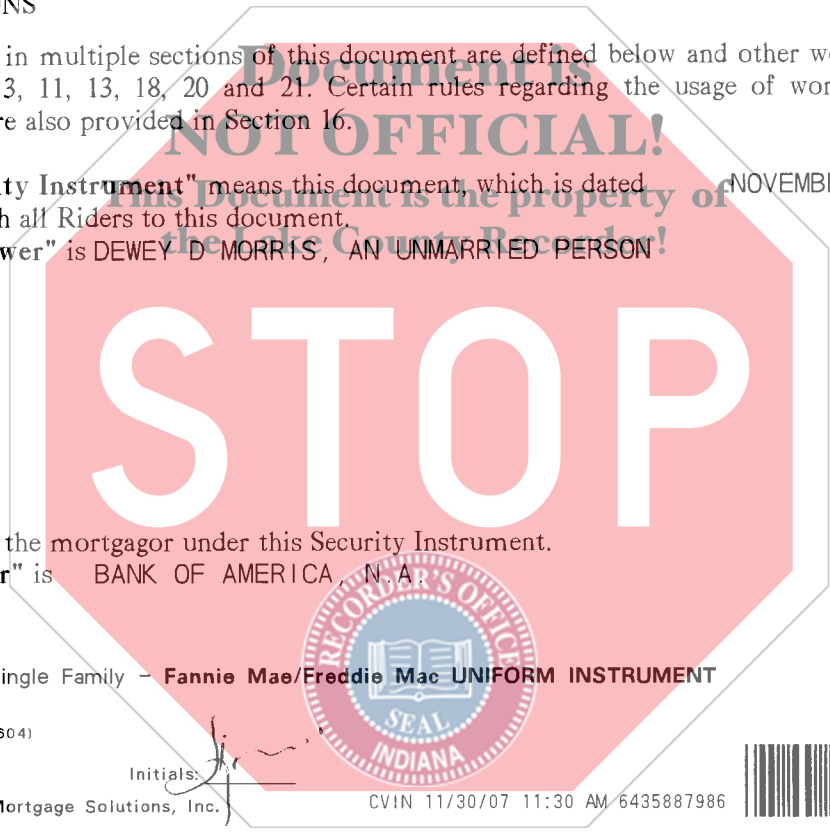 NS
in multiple sections of this document are defined below and other wo
3, 11, 13, 18, 20 and 21. Certain rules regarding the usage of wor
re also provided in Section 16.
ty Instrument" means this document, which is dated NOVEMBE
h all Riders to this document.
wer" is DEWEY D MORRIS, AN UNMARRIED PERSON
Document is
NOT OFFICIAL!
This Document is the property of
the Lake County Recorder!
STOP
the mortgagor under this Security Instrument.
r" is BANK OF AMERICA, N.A.
RECORDER'S OFFICE
SEAL
INDIANA
ingle Family - Fannie Mae/Freddie Mac UNIFORM INSTRUMENT
604)
Initials:
Mortgage Solutions, Inc.
CVIN 11/30/07 11:30 AM 6435887986